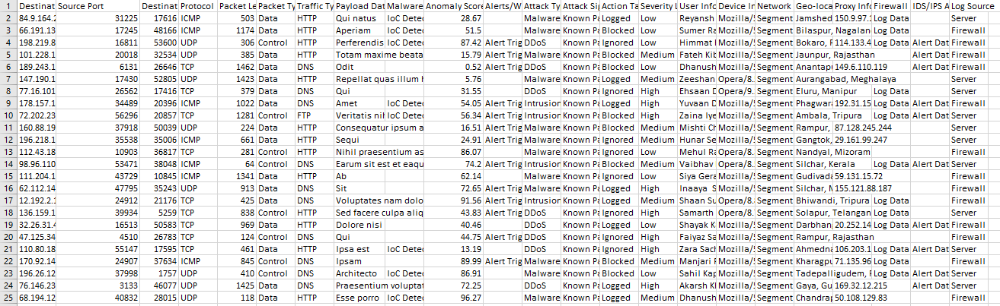 1 Destinat Source Port Destinat Protocol Packet Le Packet Ty Traffic Ty Payload Dat Malware Anomaly Score Alerts/W Attack Ty Attack Sig Action Ta Severity L User Info Device In Network Geo-loca Proxy Info Firewall IDS/IPS A Log Source
2 84.9.164.2 31225 17616 ICMP 503 Data HTTP Qui natus IoC Detec 28.67 Malware Known Pa Logged Low Reyansh Mozilla/5 Segment Jamshed 150.9.97.1 Log Data Server
3 66.191.13 17245 48166 ICMP 1174 Data HTTP Aperiam IoC Detec 51.5 Malware Known Pa Blocked Low Sumer Ra Mozilla/5 Segment Bilaspur, Nagalan Log Data Firewall
4 198.219.8 16811 53600 UDP 306 Control HTTP Perferendis IoC Detec 87.42 Alert Trig DDoS Known Pa Ignored Low Himmat Mozilla/5 Segment Bokaro, 114.133.4 Log Data Alert Dat Firewall
5 101.228.1 20018 32534 UDP 385 Data HTTP Totam maxime beata 15.79 Alert Trig Malware Known Pa Blocked Medium Fateh Kib Mozilla/5 Segment Jaunpur, Rajasthan Alert Dat Firewall
6 189.243.1 6131 26646 TCP 1462 Data DNS Odit 0.52 Alert Trig DDoS Known Pa Blocked Low Dhanush Mozilla/5 Segment Anantapu 149.6.110.119 Alert Dat Firewall
7 147.190.1 17430 52805 UDP 1423 Data HTTP Repellat quas illum h 5.76 Malware Known Pa Logged Medium Zeeshan Opera/8. Segment Aurangabad, Meghalaya Server
8 77.16.101 26562 17416 TCP 379 Data DNS Qui 31.55 DDoS Known Pa Ignored High Ehsaan D Opera/9. Segment Eluru, Manipur Log Data Server
9 178.157.1 34489 20396 ICMP 1022 Data DNS Amet IoC Detec 54.05 Alert Trig Intrusion Known Pa Logged High Yuvaan D Mozilla/5 Segment Phagwar 192.31.15 Log Data Alert Dat Firewall
10 72.202.23 56296 20857 TCP 1281 Control FTP Veritatis nih IoC Detec 56.34 Alert Trig Intrusion Known Pa Blocked High Zaina Iye Mozilla/5 Segment Ambala, Tripura Log Data Alert Dat Server
11 160.88.19 37918 50039 UDP 224 Data HTTP Consequatur ipsum a 16.51 Alert Trig Malware Known Pa Blocked Medium Mishti Ch Mozilla/5 Segment Rampur, 87.128.245.244 Server
12 196.218.1 35538 35006 ICMP 661 Data HTTP Sequi 24.91 Alert Trig Malware Known Pa Ignored Medium Hunar Se Mozilla/5 Segment Gangtok, 29.161.99.247 Server
13 112.43.18 10903 36817 TCP 281 Control HTTP Nihil praesentium as 86.07 Malware Known Pa Ignored Low Mehul Ra Opera/9. Segment Nandyal, Mizoram Firewall
14 98.96.110 53471 38048 ICMP 64 Control DNS Earum sit est et eaqu 74.2 Alert Trig Intrusion Known Pa Blocked Medium Vaibhav Opera/8. Segment Silchar, Kerala Log Data Alert Dat Server
15 111.204.1 43729 10845 ICMP 1341 Data HTTP Ab 62.14 Malware Known Pa Ignored Low Siya Gera Mozilla/5 Segment Gudivada 59.131.15.72 Firewall
16 62.112.14 47795 35243 UDP 913 Data DNS Sit 72.65 Alert Trig Malware Known Pa Logged High Inaaya S Mozilla/5 Segment Silchar, M 155.121.88.187 Firewall
17 12.192.2.1 24912 21176 TCP 425 Data DNS Voluptates nam dolo 91.56 Alert Trig Intrusion Known Pa Logged Medium Shaan Su Opera/8. Segment Bhiwandi, Tripura Log Data Firewall
18 136.159.1 39934 5259 TCP 838 Control HTTP Sed facere culpa aliq 43.83 Alert Trig DDoS Known Pa Ignored High Samarth Opera/8. Segment Solapur, Telangan Log Data Server
19 32.26.31.4 16513 50583 TCP 969 Data HTTP Dolore nisi 40.46 DDoS Known Pa Logged Low Shayak K Mozilla/5 Segment Darbhan 20.252.14 Log Data Alert Dat Firewall
20 47.125.34 4510 26783 TCP 124 Control DNS Qui 44.75 Alert Trig DDoS Known Pa Ignored High Faiyaz Sa Mozilla/5 Segment Rampur, Rajasthan Firewall
21 110.80.18 55147 17595 TCP 461 Data HTTP Ipsa est IoC Detec 13.19 DDoS Known Pa Ignored High Zara Sach Mozilla/5 Segment Ahmedna 106.203.1 Log Data Alert Dat Server
22 170.92.14 24907 37634 ICMP 845 Control DNS Ipsam 89.99 Alert Trig Malware Known Pa Blocked Medium Manjari Mozilla/5 Segment Kharagpu 71.135.96 Log Data Firewall
23 196.26.12 37998 1757 UDP 410 Control DNS Architecto IoC Detec 86.91 Malware Known Pa Blocked Low Sahil Kap Mozilla/5 Segment Tadepalligudem, Log Data Alert Dat Server
24 76.146.23 3133 46077 UDP 1425 Data DNS Praesentium voluptat 72.25 DDoS Known Pa Logged High Akarsh Kh Mozilla/5 Segment Gaya, Gu 169.32.12.215 Alert Dat Server
25 68.194.12 40832 28015 UDP 118 Data HTTP Esse porro IoC Detec 96.27 Malware Known Pa Logged Medium Dhanush Mozilla/5 Segment Chandrap 50.108.129.83 Firewall